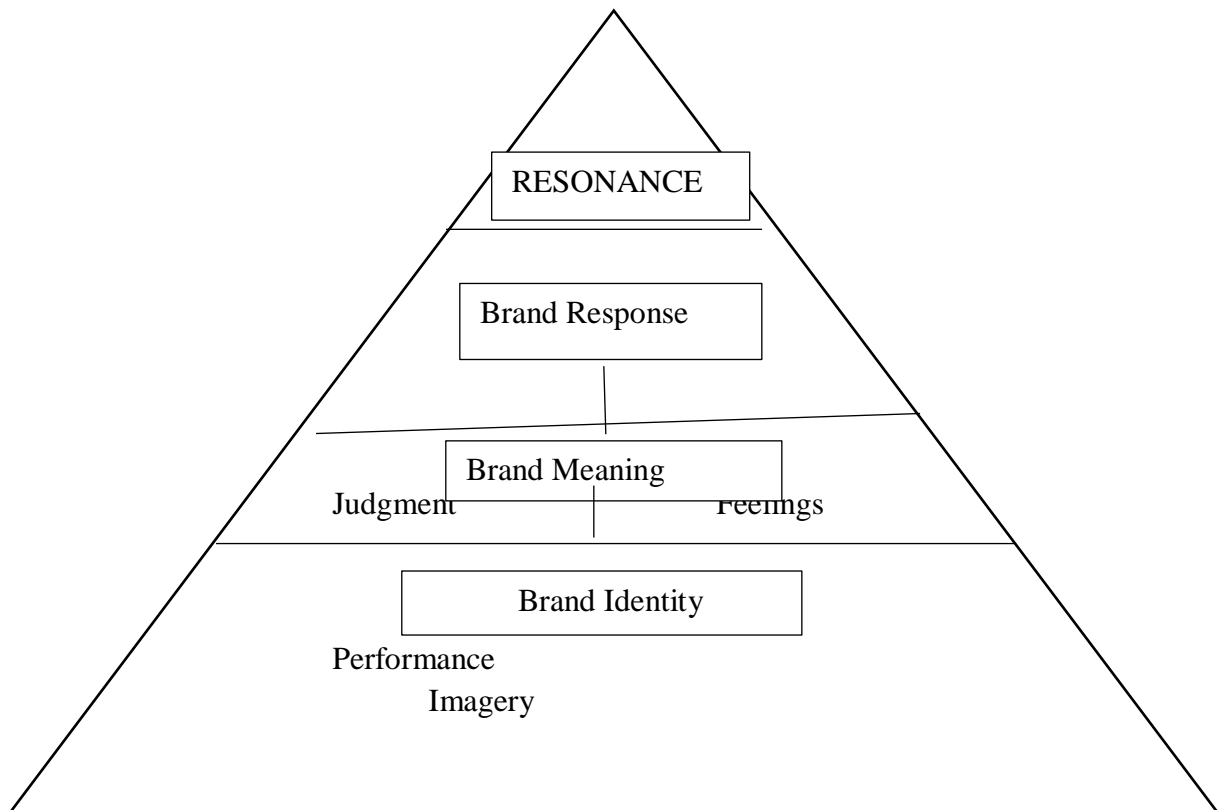 RESONANCE
Brand Response
Brand Meaning
Judgment Feelings
Brand Identity
Performance
Imagery